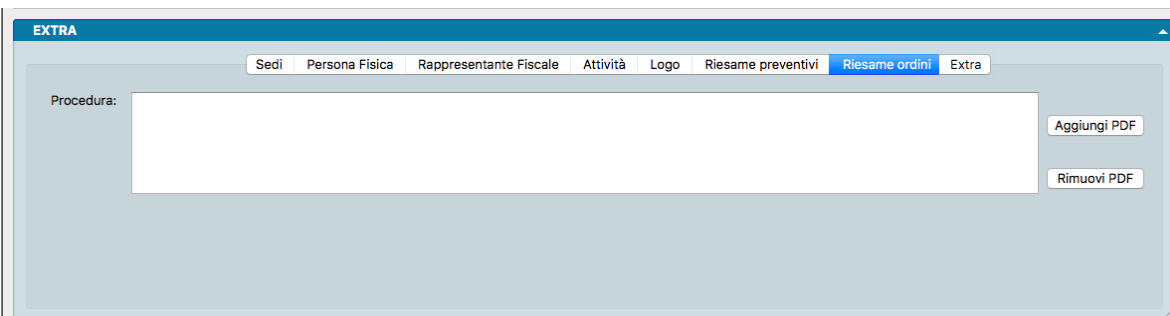 EXTRA
Sedi Persona Fisica Rappresentante Fiscale Attività Logo Riesame preventivi Riesame ordini Extra
Procedura:
Aggiungi PDF
Rimuovi PDF